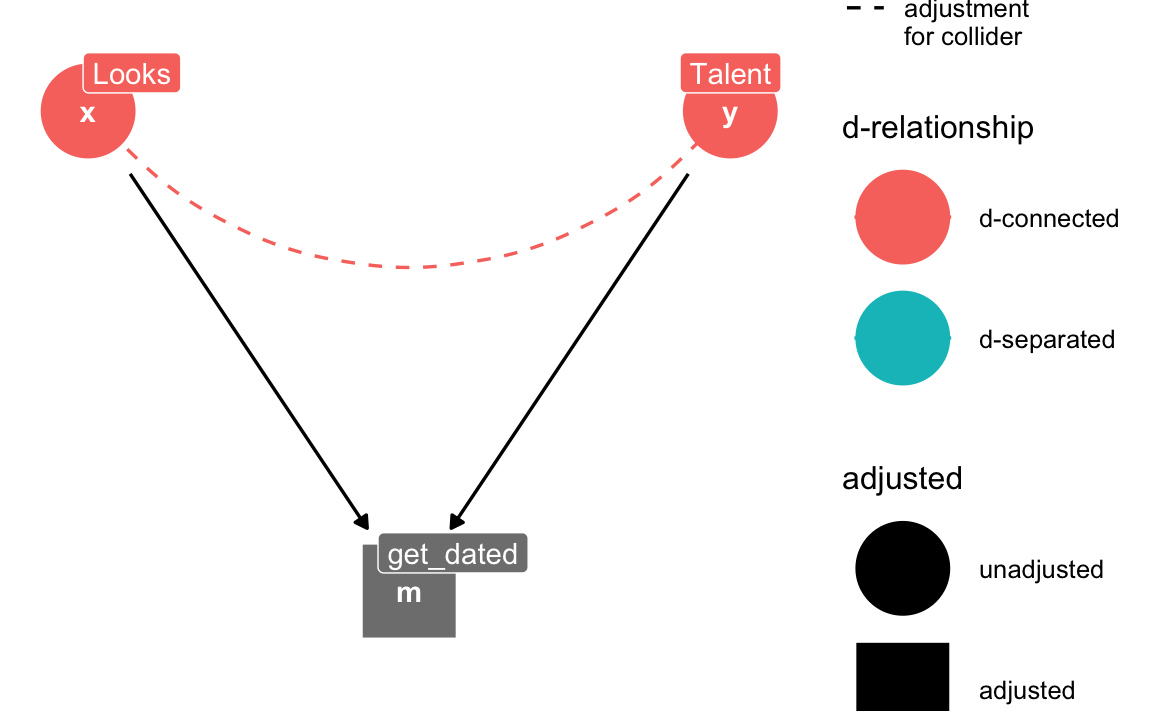 Looks
x
Talent
y
get_dated
m
adjustment
for collider
d-relationship
d-connected
d-separated
adjusted
unadjusted
adjusted